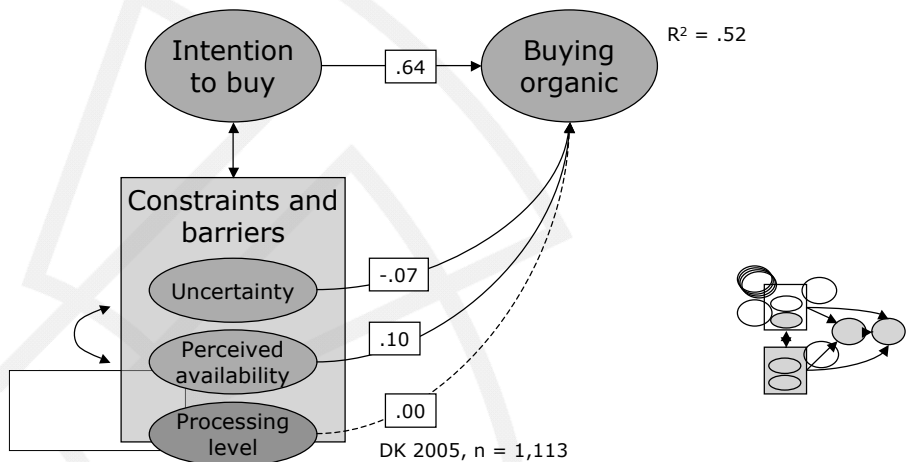 Intention
to buy
.64
Buying
organic
R² = .52
Constraints and
barriers
Uncertainty
-.07
Perceived
availability
.10
Processing
level
.00
DK 2005, n = 1,113